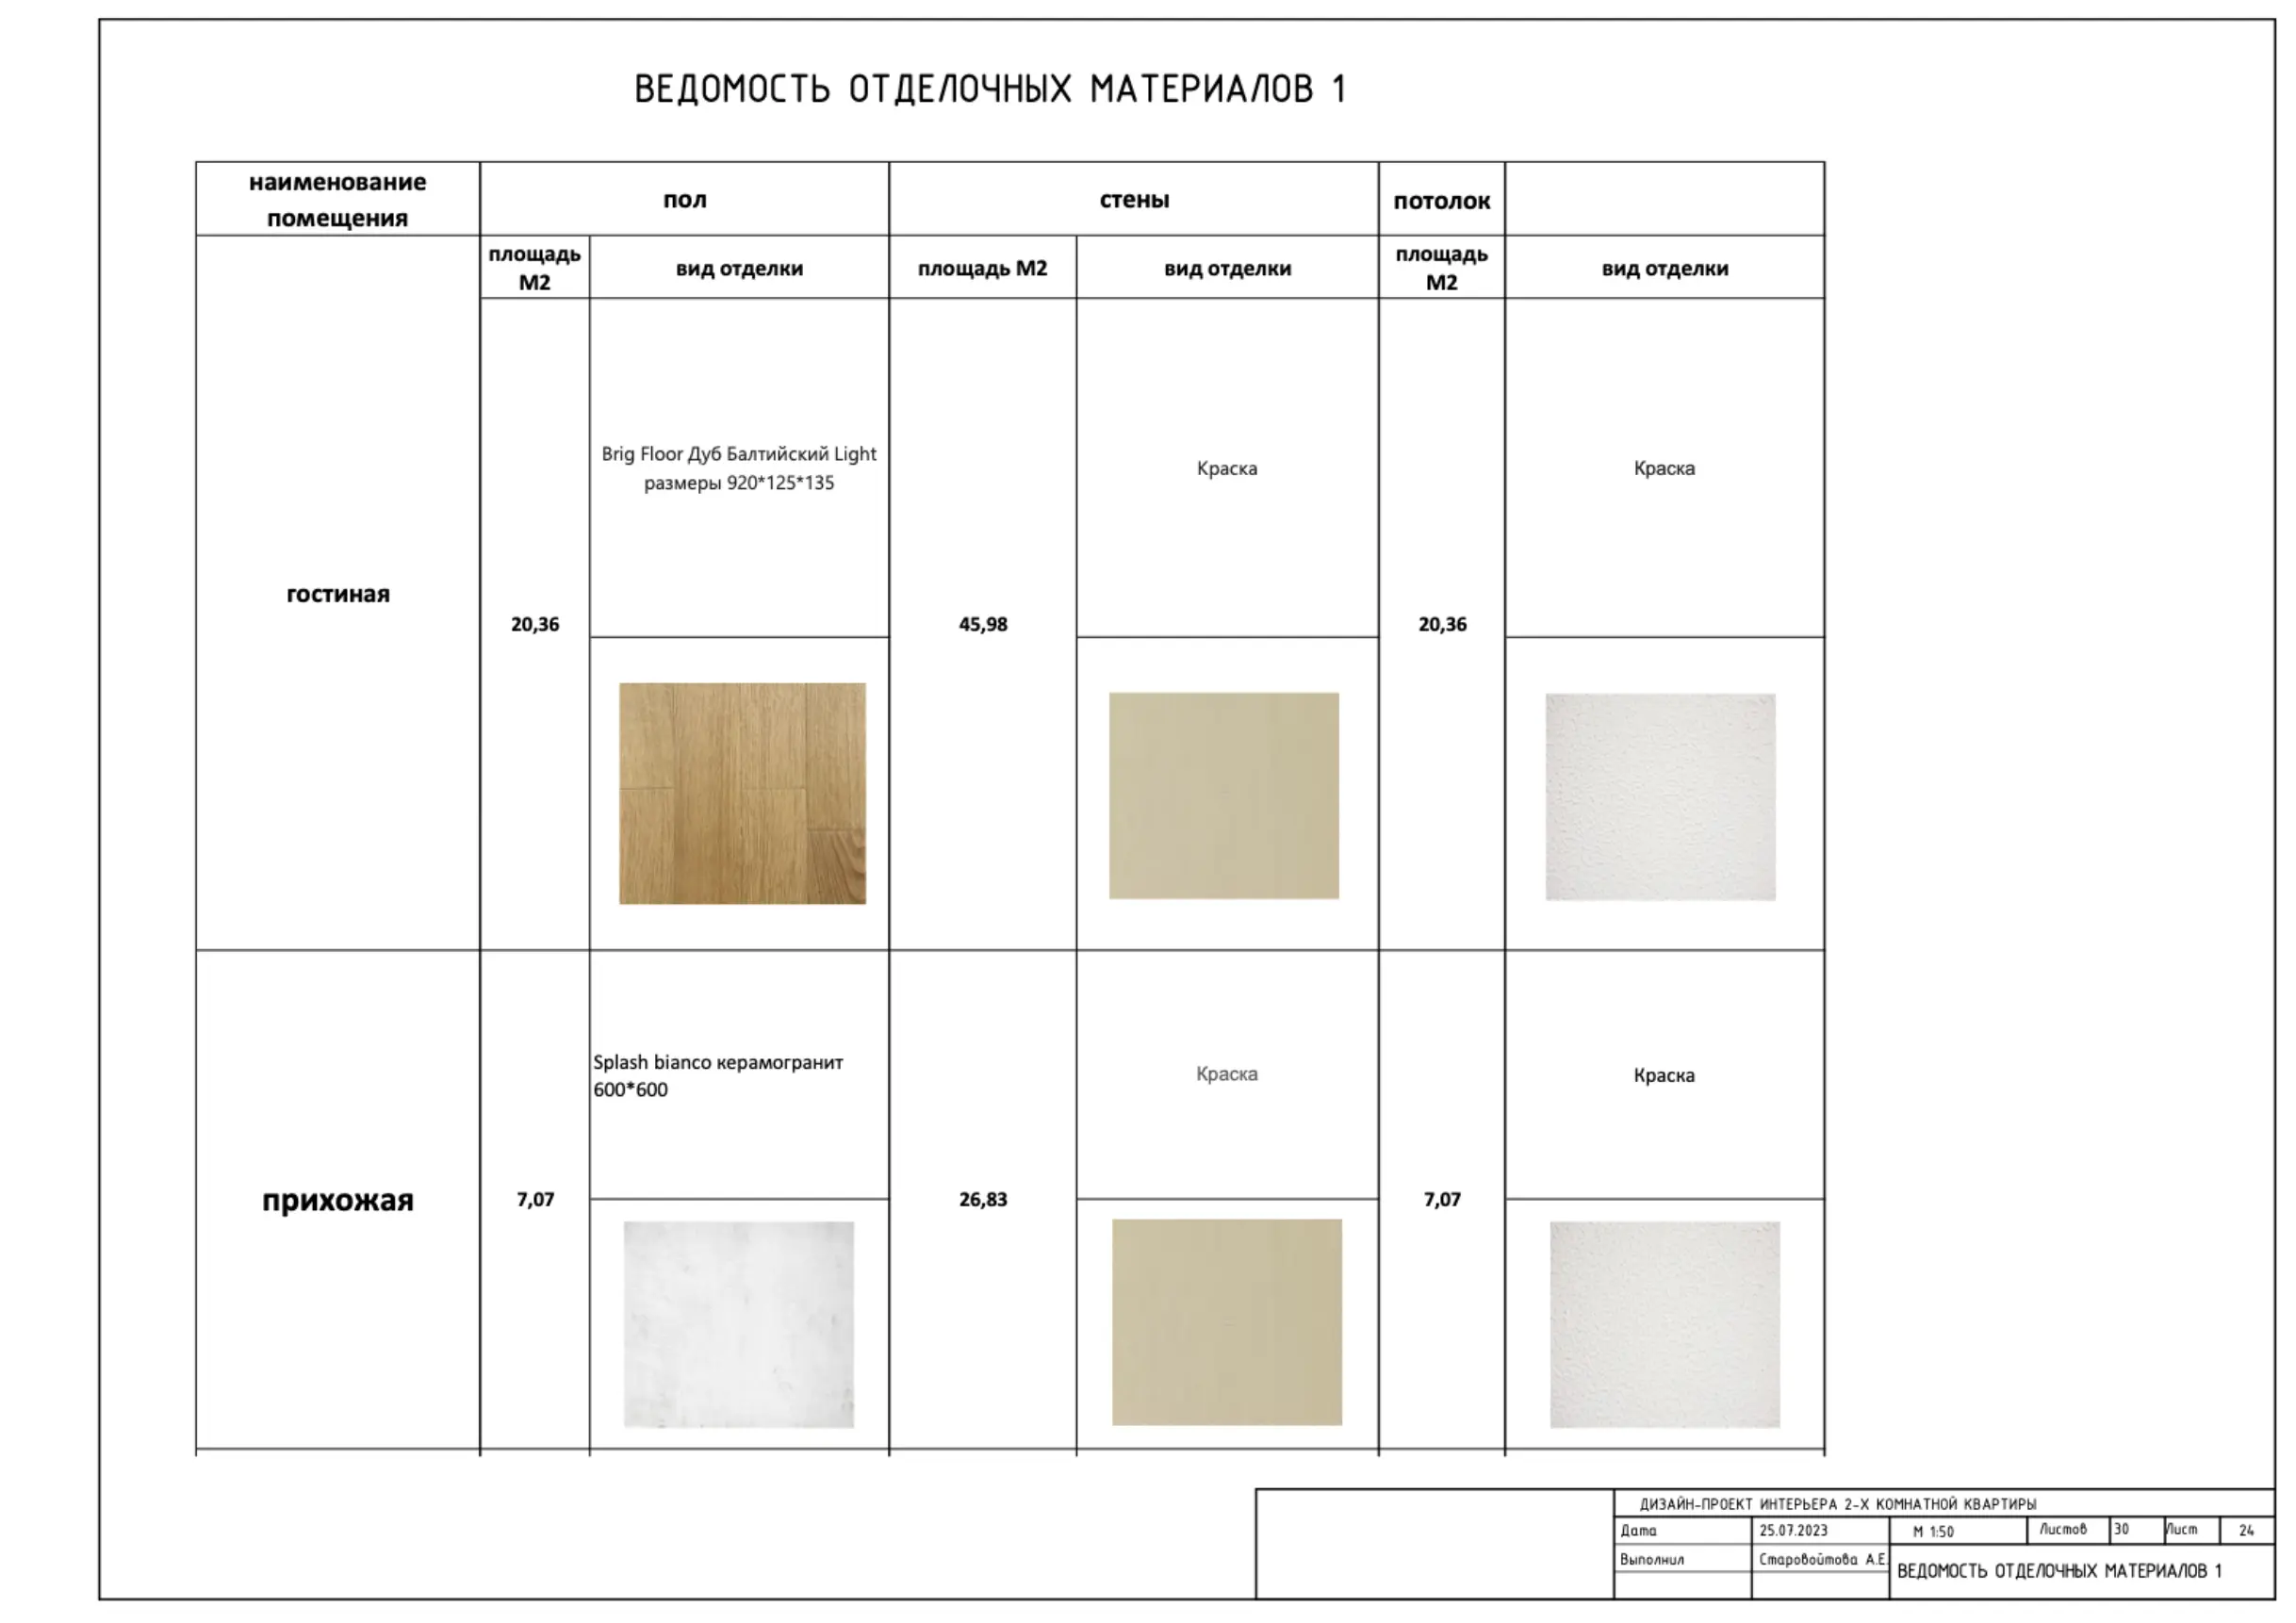 ВЕДОМОСТЬ ОТДЕЛОЧНЫХ МАТЕРИАЛОВ 1
наименование
помещения
пол
стены
потолок
площадь
М2
вид отделки
площадь М2
вид отделки
площадь
М2
вид отделки
гостиная
20,36
Brig Floor Дуб Балтийский Light
размеры 920*125*135
45,98
Краска
20,36
Краска
прихожая
7,07
Splash bianco керамогранит
600*600
26,83
Краска
7,07
Краска
ДИЗАЙН-ПРОЕКТ ИНТЕРЬЕРА 2-Х КОМНАТНОЙ КВАРТИРЫ
Дата
25.07.2023
М 1:50
Листов
30
Лист
24
Выполнил
Старовойтова А.Е.
ВЕДОМОСТЬ ОТДЕЛОЧНЫХ МАТЕРИАЛОВ 1